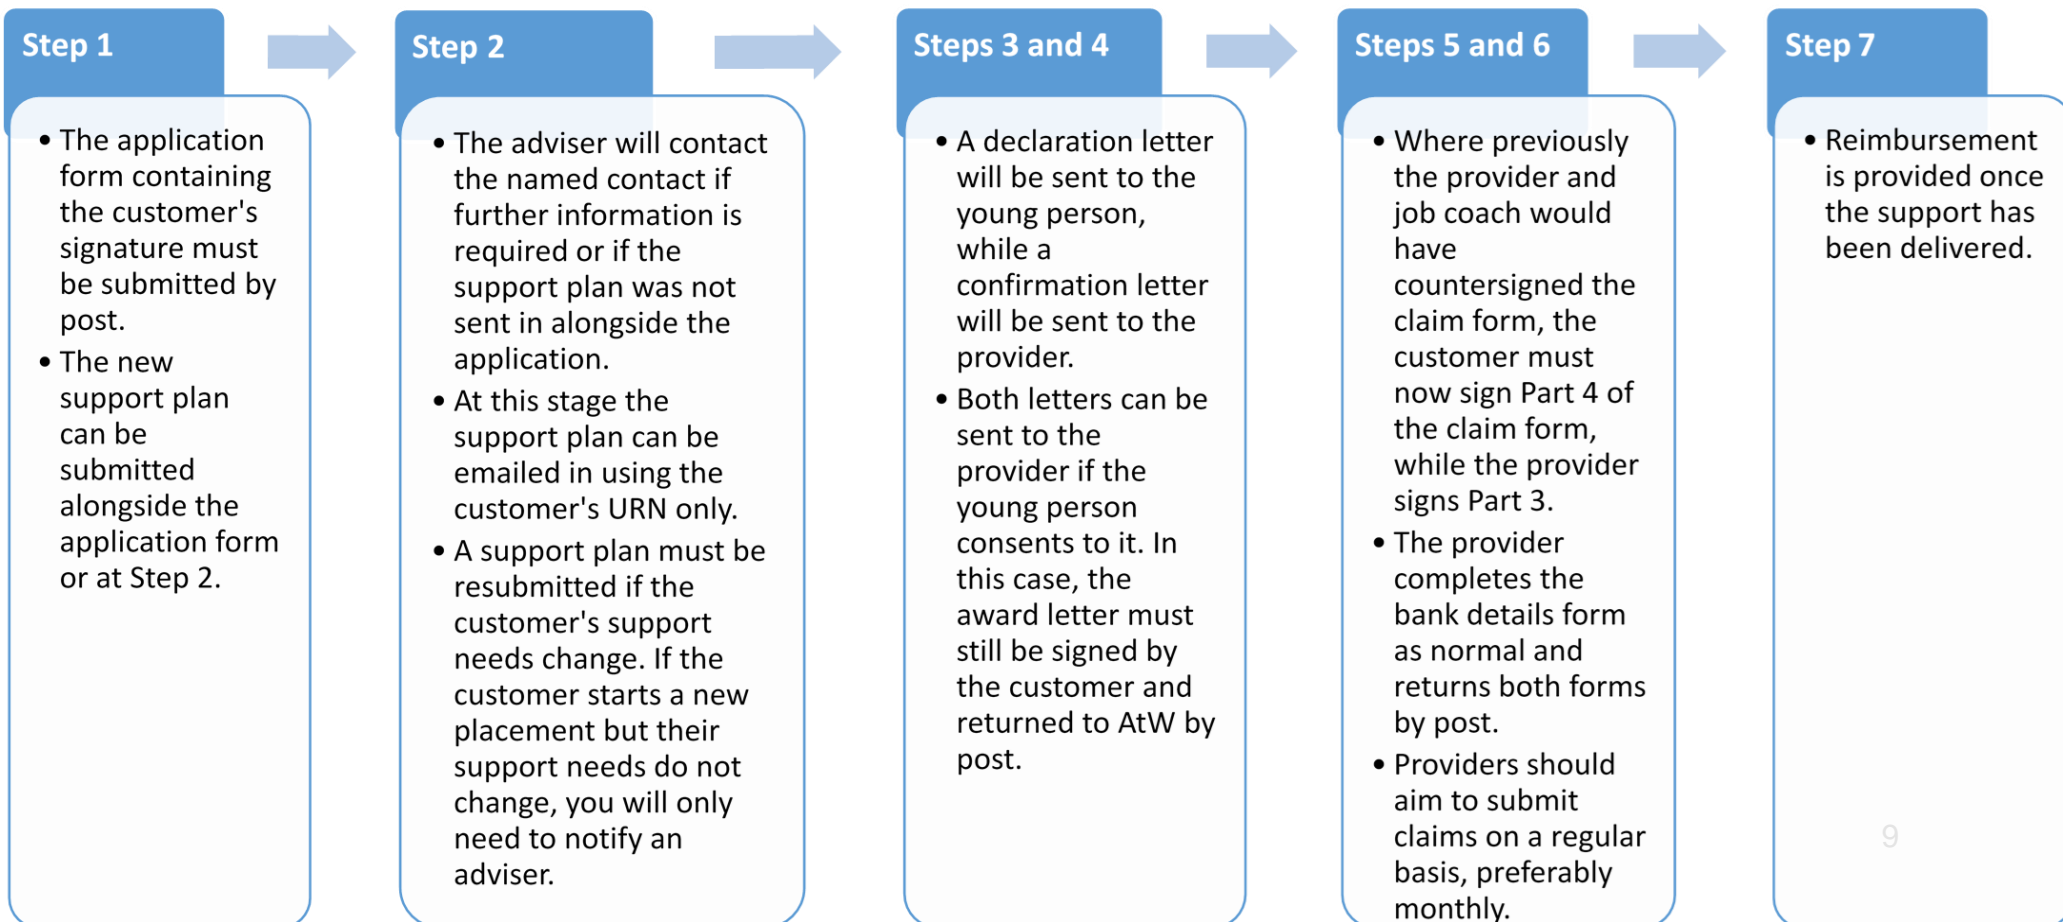 Step 1
• The application
form containing
the customer's
signature must
be submitted by
post.
• The new
support plan
can be
submitted
alongside the
application form
or at Step 2.
Step 2
• The adviser will contact
the named contact if
further information is
required or if the
support plan was not
sent in alongside the
application.
• At this stage the
support plan can be
emailed in using the
customer's URN only.
• A support plan must be
resubmitted if the
customer's support
needs change. If the
customer starts a new
placement but their
support needs do not
change, you will only
need to notify an
adviser.
Steps 3 and 4
• A declaration letter
will be sent to the
young person,
while a
confirmation letter
will be sent to the
provider.
• Both letters can be
sent to the
provider if the
young person
consents to it. In
this case, the
award letter must
still be signed by
the customer and
returned to AtW by
post.
Steps 5 and 6
• Where previously
the provider and
job coach would
have
countersigned the
claim form, the
customer must
now sign Part 4 of
the claim form,
while the provider
signs Part 3.
• The provider
completes the
bank details form
as normal and
returns both forms
by post.
• Providers should
aim to submit
claims on a regular
basis, preferably
monthly.
Step 7
• Reimbursement
is provided once
the support has
been delivered.
9